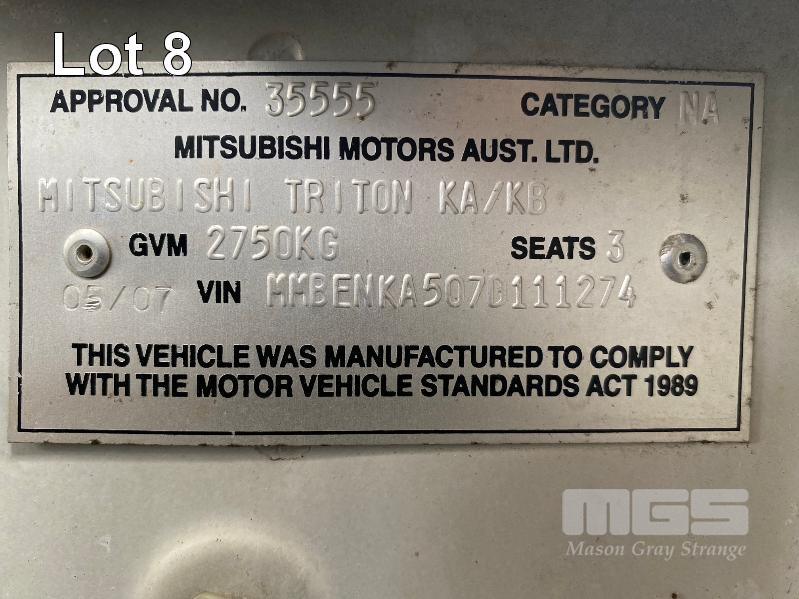 Lot 8
APPROVAL NO. 35555 CATEGORY NA
MITSUBISHI MOTORS AUST. LTD.
MITSUBISHI TRITON KA/KB
GVM 2750KG SEATS 3
05/07 VIN MMBENKA507D111274
THIS VEHICLE WAS MANUFACTURED TO COMPLY
WITH THE MOTOR VEHICLE STANDARDS ACT 1989
MGS
Mason Gray Strange